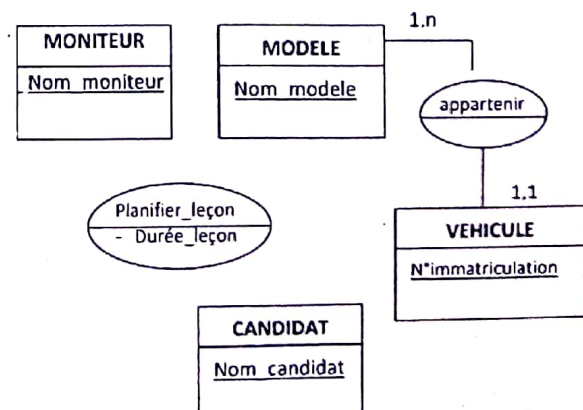 MONITEUR
Nom_moniteur
MODELE
Nom_modele
1.n
appartenir
Planifier_leçon
- Durée_leçon
1,1
VEHICULE
N°immatriculation
CANDIDAT
Nom_candidat